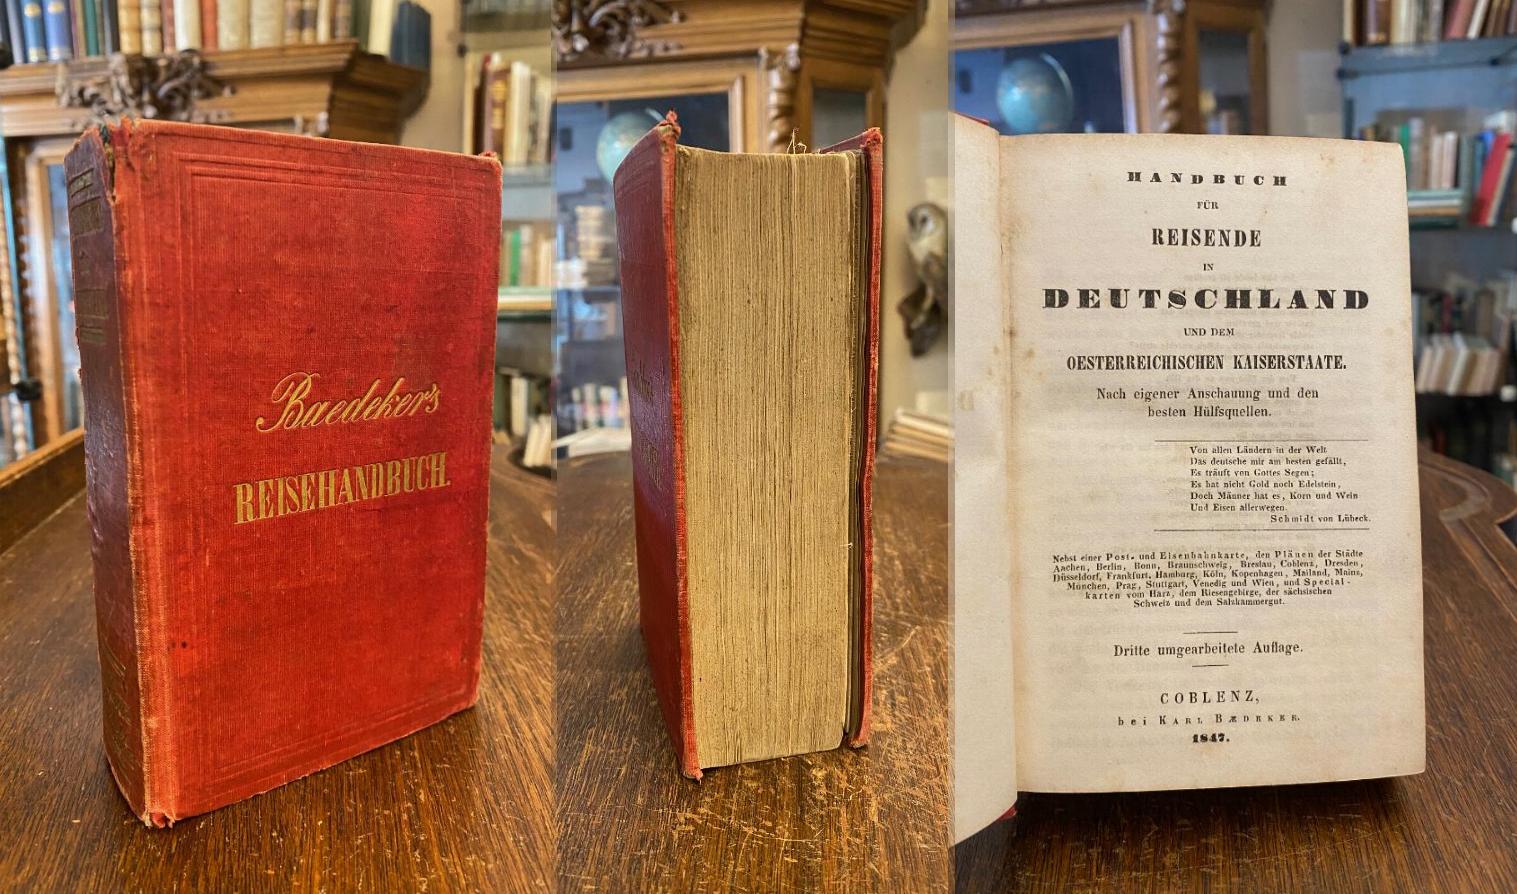 Baedekers
REISEHANDBUCH.
HANDBUCH
FÜR
REISENDE
IN
DEUTSCHLAND
UND DEM
OESTERREICHISCHEN KAISERSTAATE.
Nach eigener Anschauung und den
besten Hülfsquellen.
Von allen Ländern in der Welt
Das deutsche mir am besten gefällt,
Es träuft von Gottes Segen;
Es hat nicht Gold noch Edelstein,
Doch Männer hat es, Korn und Wein
Und Eisen allerwegen.
Schmidt von Lübeck.
Nebst einer Post- und Eisenbahnkarte, den Plänen der Städte
Aachen, Berlin, Bonn, Braunschweig, Breslau, Coblenz, Dresden,
Düsseldorf, Frankfurt, Hamburg, Köln, Kopenhagen, Mailand, Mainz,
München, Prag, Stuttgart, Venedig und Wien, und Special-
karten vom Harz, dem Riesengebirge, der sächsischen
Schweiz und dem Salzkammergut.
Dritte umgearbeitete Auflage.
COBLENZ,
bei KARL BÆDEKER.
1847.